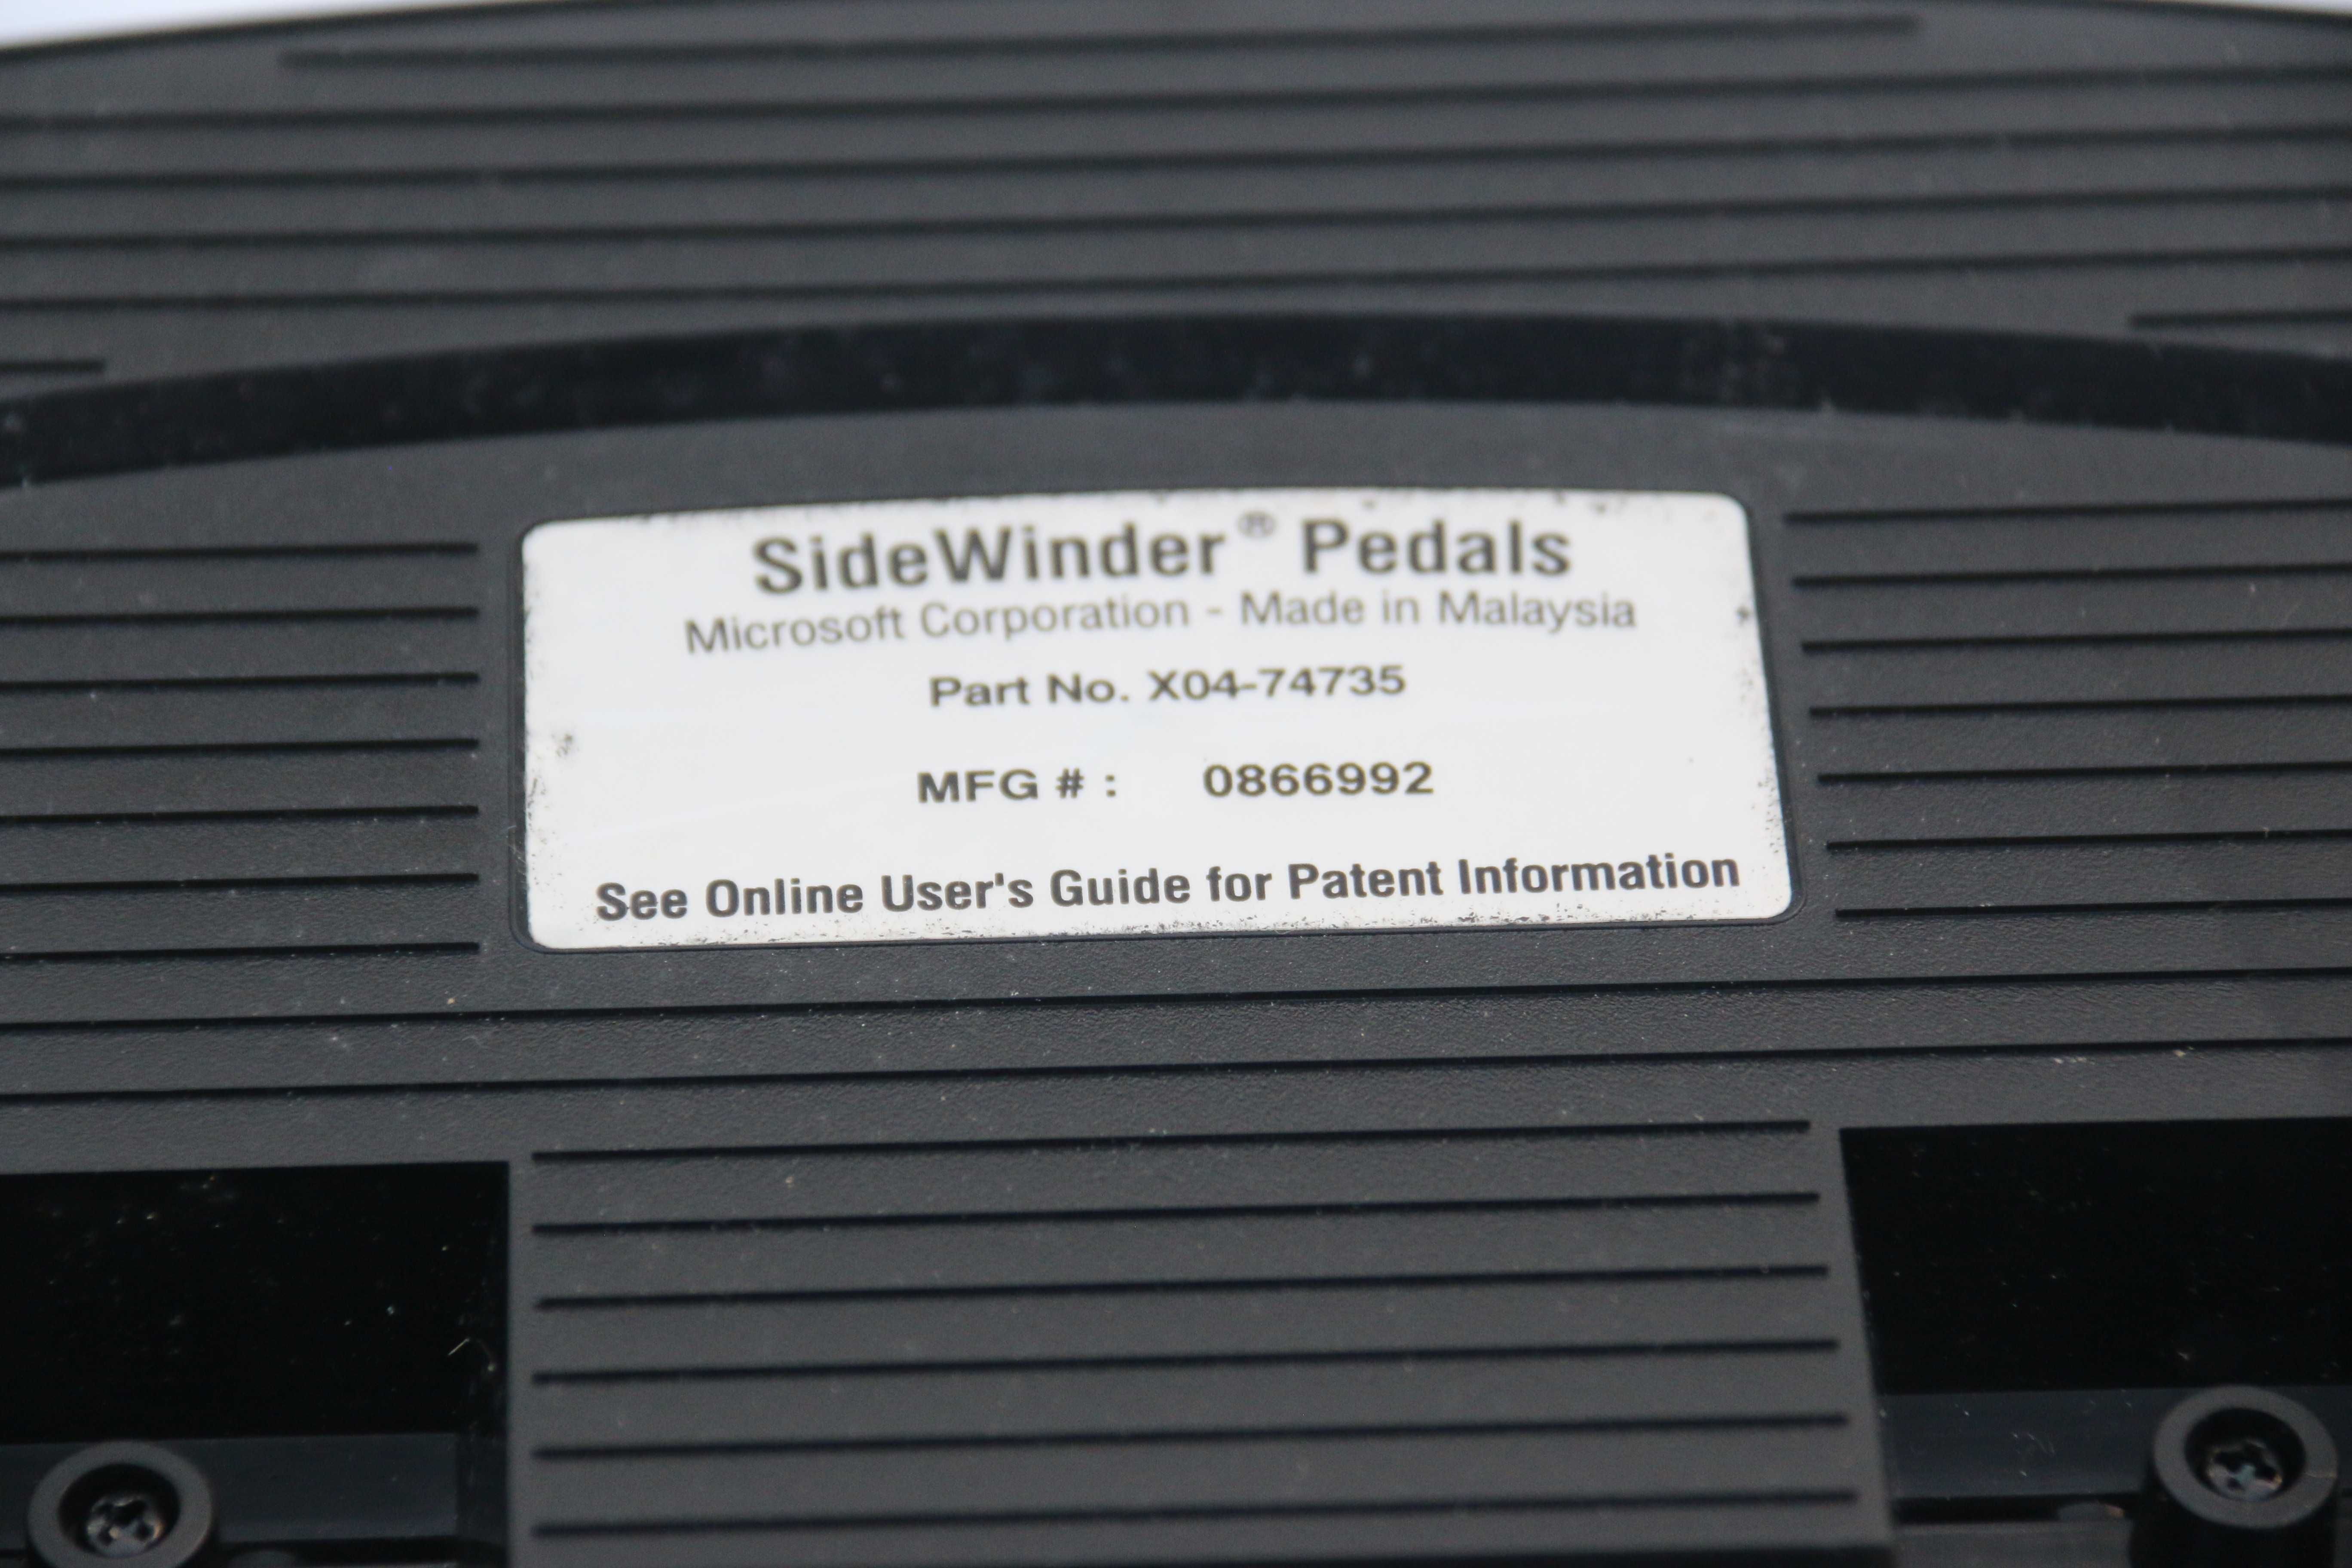 SideWinder® Pedals
Microsoft Corporation - Made in Malaysia
Part No. X04-74735
MFG # : 0866992
See Online User's Guide for Patent Information